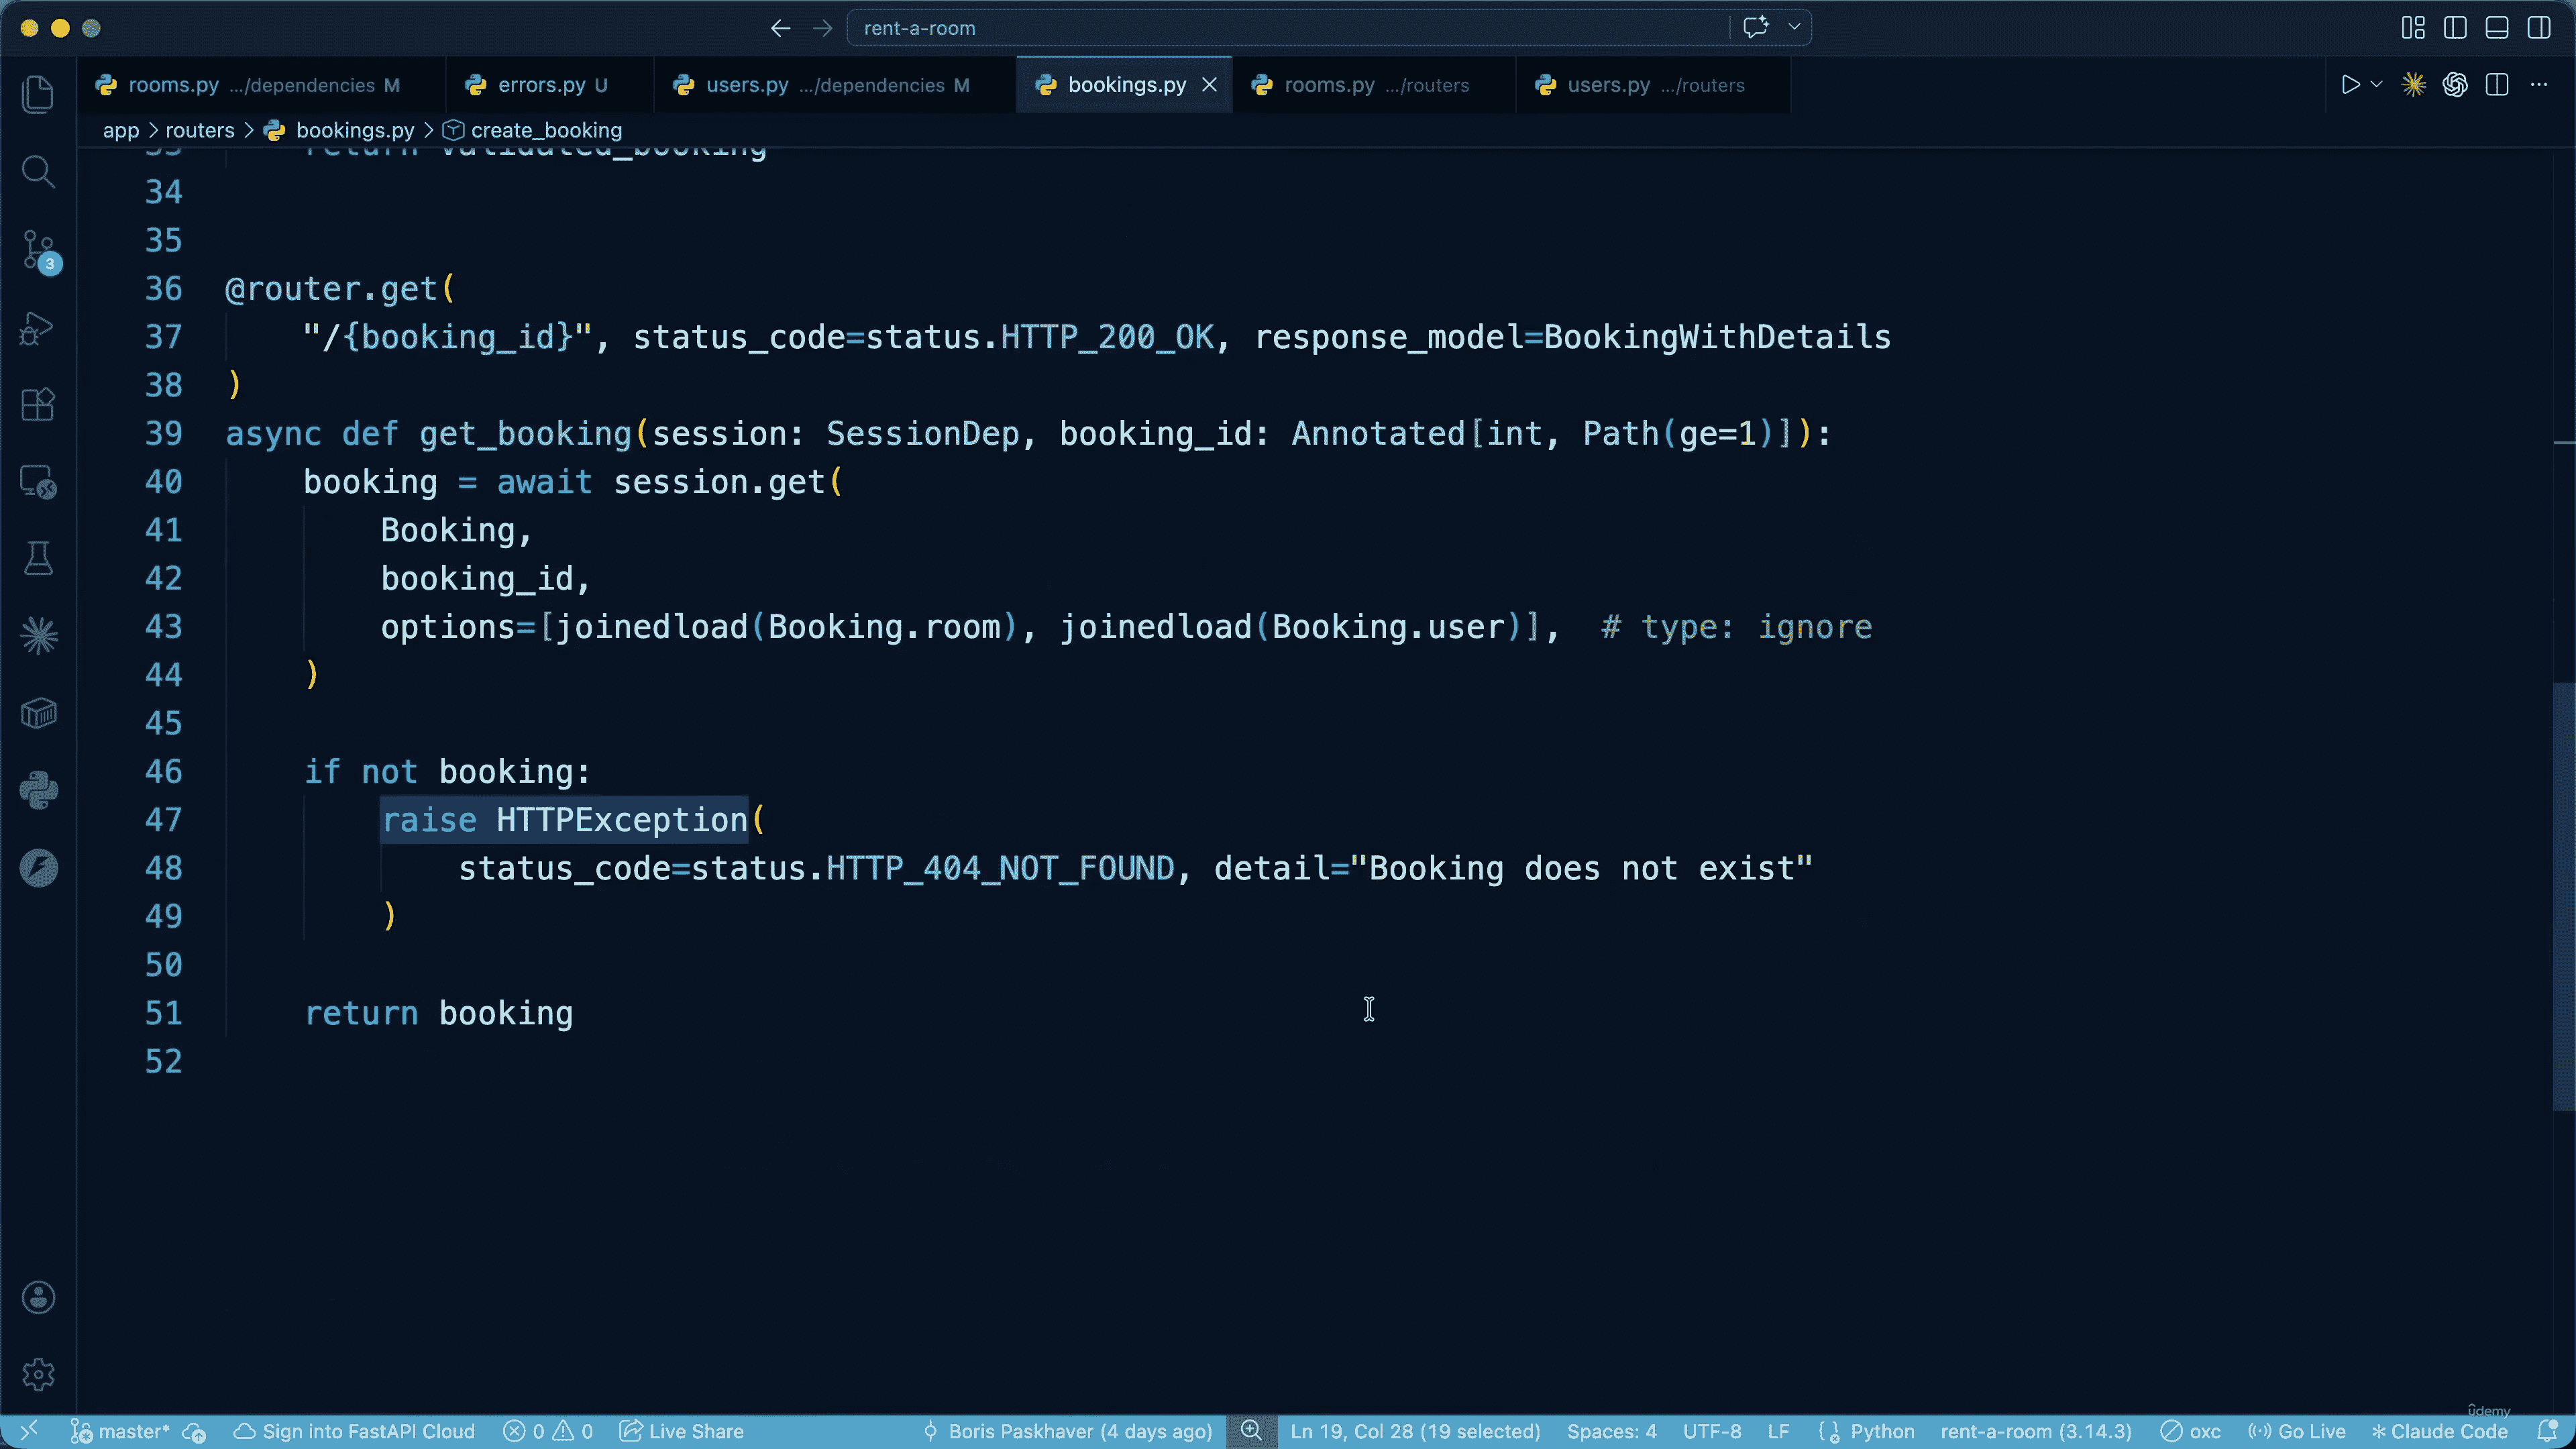 rent-a-room
rooms.py .../dependencies M
errors.py U
users.py .../dependencies M
bookings.py
rooms.py .../routers
users.py .../routers
app > routers > bookings.py > create_booking
33 return validated_booking
34
35
36 @router.get(
37 "/{booking_id}", status_code=status.HTTP_200_OK, response_model=BookingWithDetails
38 )
39 async def get_booking(session: SessionDep, booking_id: Annotated[int, Path(ge=1)]):
40 booking = await session.get(
41 Booking,
42 booking_id,
43 options=[joinedload(Booking.room), joinedload(Booking.user)], # type: ignore
44 )
45
46 if not booking:
47 raise HTTPException(
48 status_code=status.HTTP_404_NOT_FOUND, detail="Booking does not exist"
49 )
50
51 return booking
52
3
udemy
master* Sign into FastAPI Cloud 0 0 Live Share Boris Paskhaver (4 days ago) Ln 19, Col 28 (19 selected) Spaces: 4 UTF-8 LF Python rent-a-room (3.14.3) oxc Go Live Claude Code